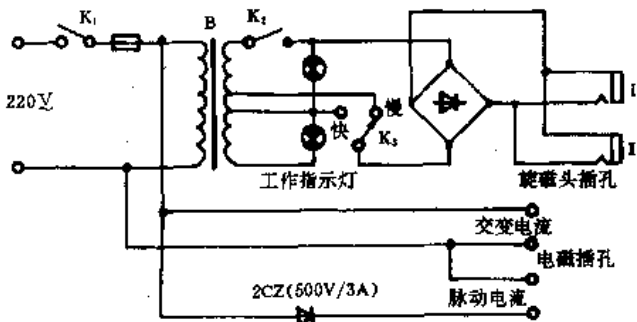 K₁
B
K₂
220V
快
慢
K₃
I
工作指示灯
旋磁头插孔
I
交变电流
电磁插孔
2CZ(500V/3A)
脉动电流